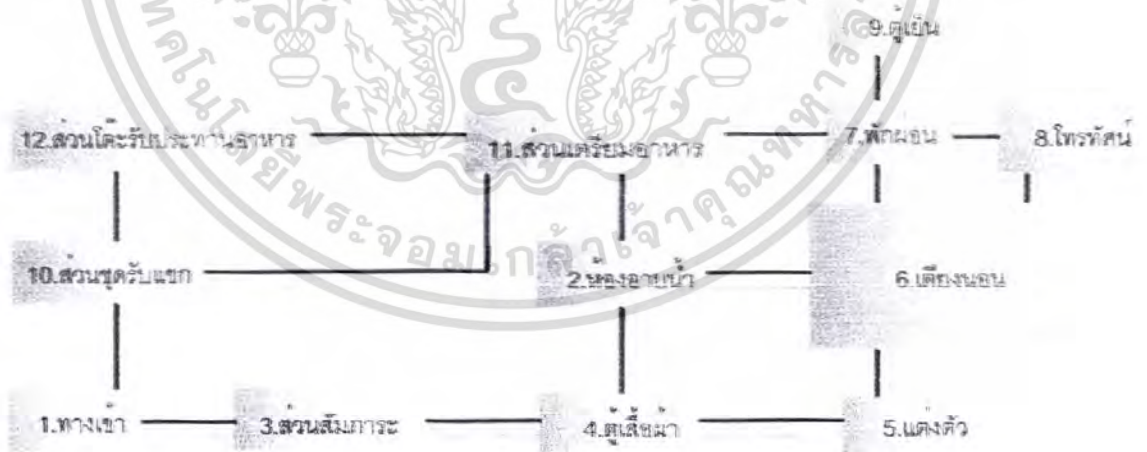 9.ตู้เย็น
12.ส่วนโต๊ะรับประทานอาหาร
11.ส่วนเตรียมอาหาร
7.พักผ่อน
8.โทรทัศน์
10.ส่วนชุดรับแขก
2.ห้องอาบน้ำ
6.เตียงนอน
1.ทางเข้า
3.ส่วนสัมภาระ
4.ตู้เสื้อผ้า
5.แต่งตัว